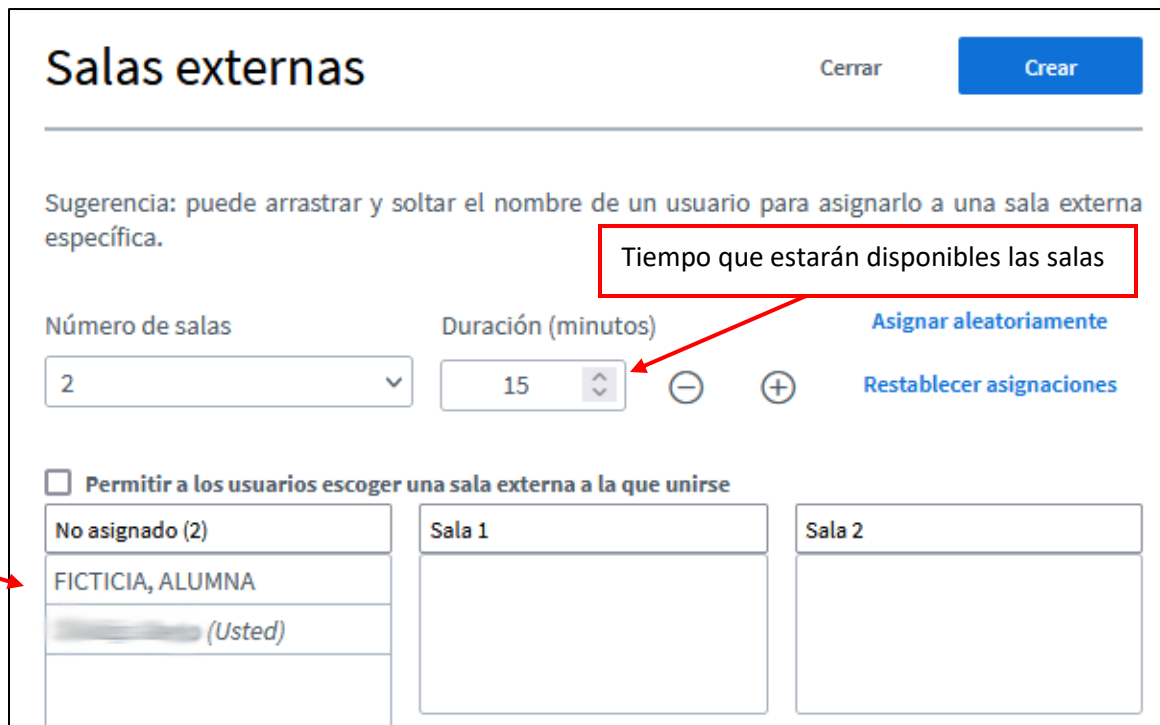 Salas externas
Cerrar
Crear
Sugerencia: puede arrastrar y soltar el nombre de un usuario para asignarlo a una sala externa
específica.
Tiempo que estarán disponibles las salas
Número de salas
Duración (minutos)
Asignar aleatoriamente
2
15
Restablecer asignaciones
Permitir a los usuarios escoger una sala externa a la que unirse
No asignado (2)
Sala 1
Sala 2
FICTICIA, ALUMNA
(Usted)